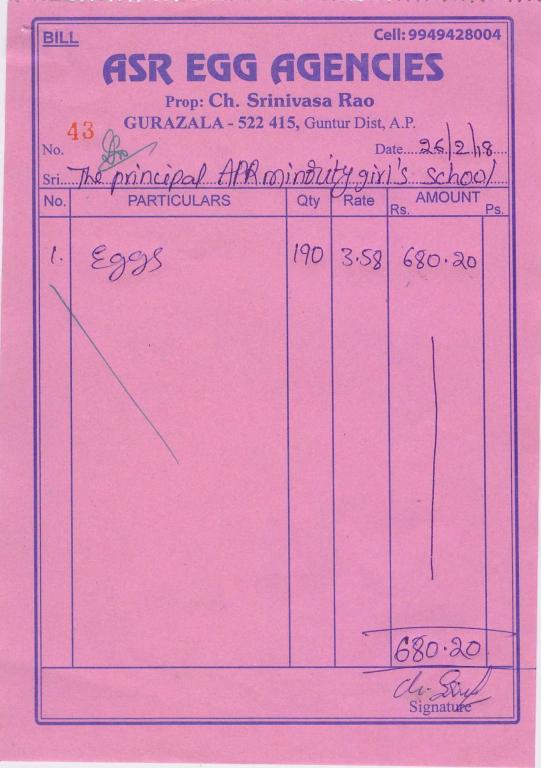 BILL Cell: 9949428004
ASR EGG AGENCIES
Prop: Ch. Srinivasa Rao
GURAZALA - 522 415, Guntur Dist, A.P.
No. 43 Date 26/2/18
Sri The principal APR minority girl's school
No. PARTICULARS Qty Rate AMOUNT
Rs. Ps.
1. Eggs 190 3.58 680.20
680.20
Signature